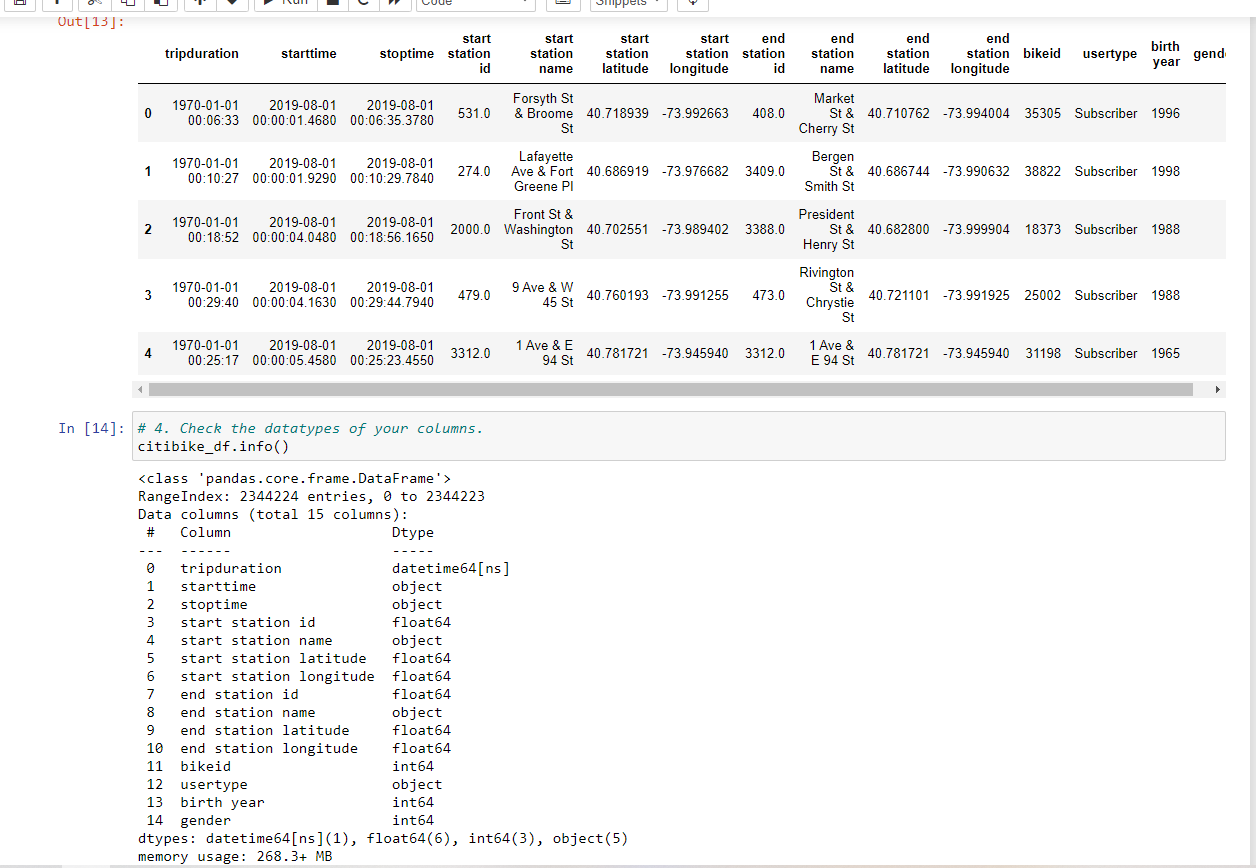 Run Code Snippets
Out[13]:
tripduration starttime stoptime start station id start station name start station latitude start station longitude end station id end station name end station latitude end station longitude bikeid usertype birth year gend
0 1970-01-01 00:06:33 2019-08-01 00:00:01.4680 2019-08-01 00:06:35.3780 531.0 Forsyth St & Broome St 40.718939 -73.992663 408.0 Market St & Cherry St 40.710762 -73.994004 35305 Subscriber 1996
1 1970-01-01 00:10:27 2019-08-01 00:00:01.9290 2019-08-01 00:10:29.7840 274.0 Lafayette Ave & Fort Greene Pl 40.686919 -73.976682 3409.0 Bergen St & Smith St 40.686744 -73.990632 38822 Subscriber 1998
2 1970-01-01 00:18:52 2019-08-01 00:00:04.0480 2019-08-01 00:18:56.1650 2000.0 Front St & Washington St 40.702551 -73.989402 3388.0 President St & Henry St 40.682800 -73.999904 18373 Subscriber 1988
3 1970-01-01 00:29:40 2019-08-01 00:00:04.1630 2019-08-01 00:29:44.7940 479.0 9 Ave & W 45 St 40.760193 -73.991255 473.0 Rivington St & Chrystie St 40.721101 -73.991925 25002 Subscriber 1988
4 1970-01-01 00:25:17 2019-08-01 00:00:05.4580 2019-08-01 00:25:23.4550 3312.0 1 Ave & E 94 St 40.781721 -73.945940 3312.0 1 Ave & E 94 St 40.781721 -73.945940 31198 Subscriber 1965
In [14]: # 4. Check the datatypes of your columns.
citibike_df.info()
<class 'pandas.core.frame.DataFrame'>
RangeIndex: 2344224 entries, 0 to 2344223
Data columns (total 15 columns):
# Column Dtype
--- ------ -----
0 tripduration datetime64[ns]
1 starttime object
2 stoptime object
3 start station id float64
4 start station name object
5 start station latitude float64
6 start station longitude float64
7 end station id float64
8 end station name object
9 end station latitude float64
10 end station longitude float64
11 bikeid int64
12 usertype object
13 birth year int64
14 gender int64
dtypes: datetime64[ns](1), float64(6), int64(3), object(5)
memory usage: 268.3+ MB